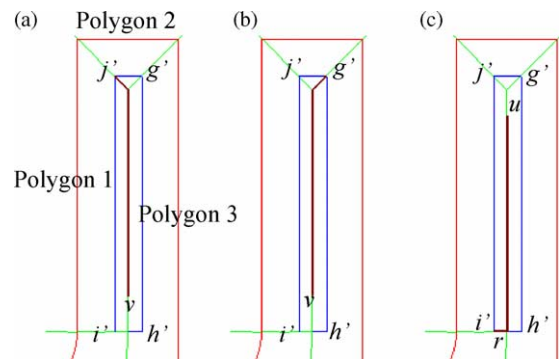 (a)
Polygon 2
j’ g’
Polygon 1
Polygon 3
v
i’ h’
(b)
j’ g’
v
i’ h’
(c)
j’ g’
u
i’ h’
r